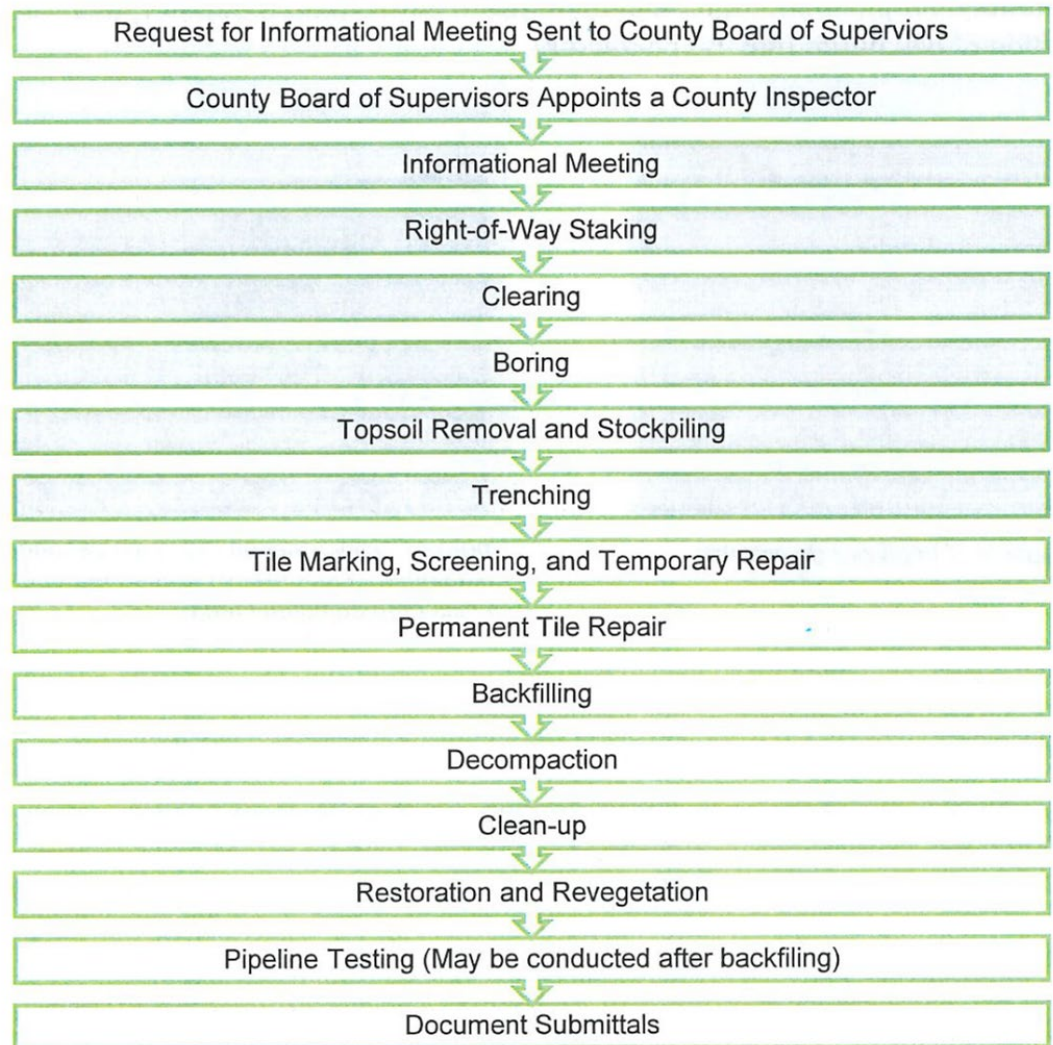 Request for Informational Meeting Sent to County Board of Superviors
County Board of Supervisors Appoints a County Inspector
Informational Meeting
Right-of-Way Staking
Clearing
Boring
Topsoil Removal and Stockpiling
Trenching
Tile Marking, Screening, and Temporary Repair
Permanent Tile Repair
Backfilling
Decompaction
Clean-up
Restoration and Revegetation
Pipeline Testing (May be conducted after backfiling)
Document Submittals